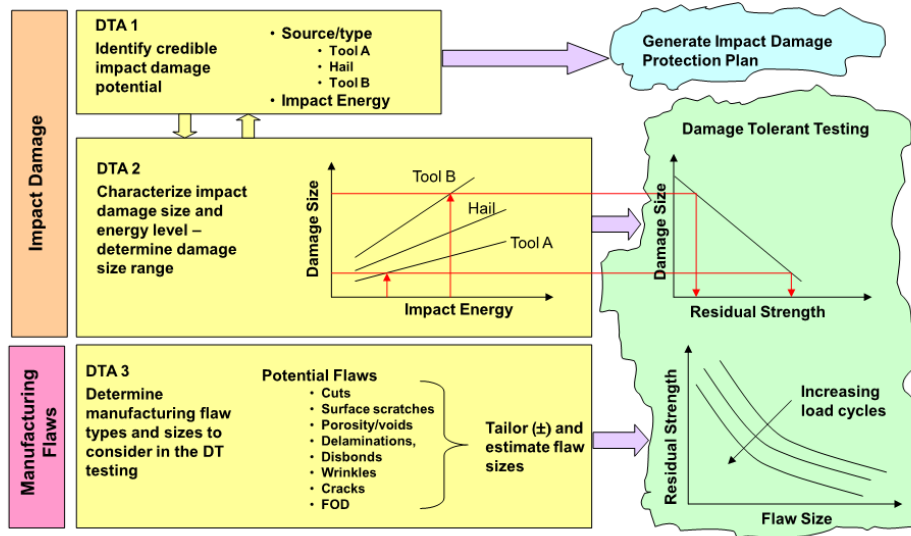 Impact Damage
DTA 1
Identify credible
impact damage
potential
• Source/type
• Tool A
• Hail
• Tool B
• Impact Energy
Generate Impact Damage
Protection Plan
DTA 2
Characterize impact
damage size and
energy level –
determine damage
size range
Damage Size
Tool B
Hail
Tool A
Impact Energy
Damage Tolerant Testing
Damage Size
Residual Strength
Manufacturing
Flaws
DTA 3
Determine
manufacturing flaw
types and sizes to
consider in the DT
testing
Potential Flaws
• Cuts
• Surface scratches
• Porosity/voids
• Delaminations,
• Disbonds
• Wrinkles
• Cracks
• FOD
Tailor (±) and
estimate flaw
sizes
Residual Strength
Increasing
load cycles
Flaw Size